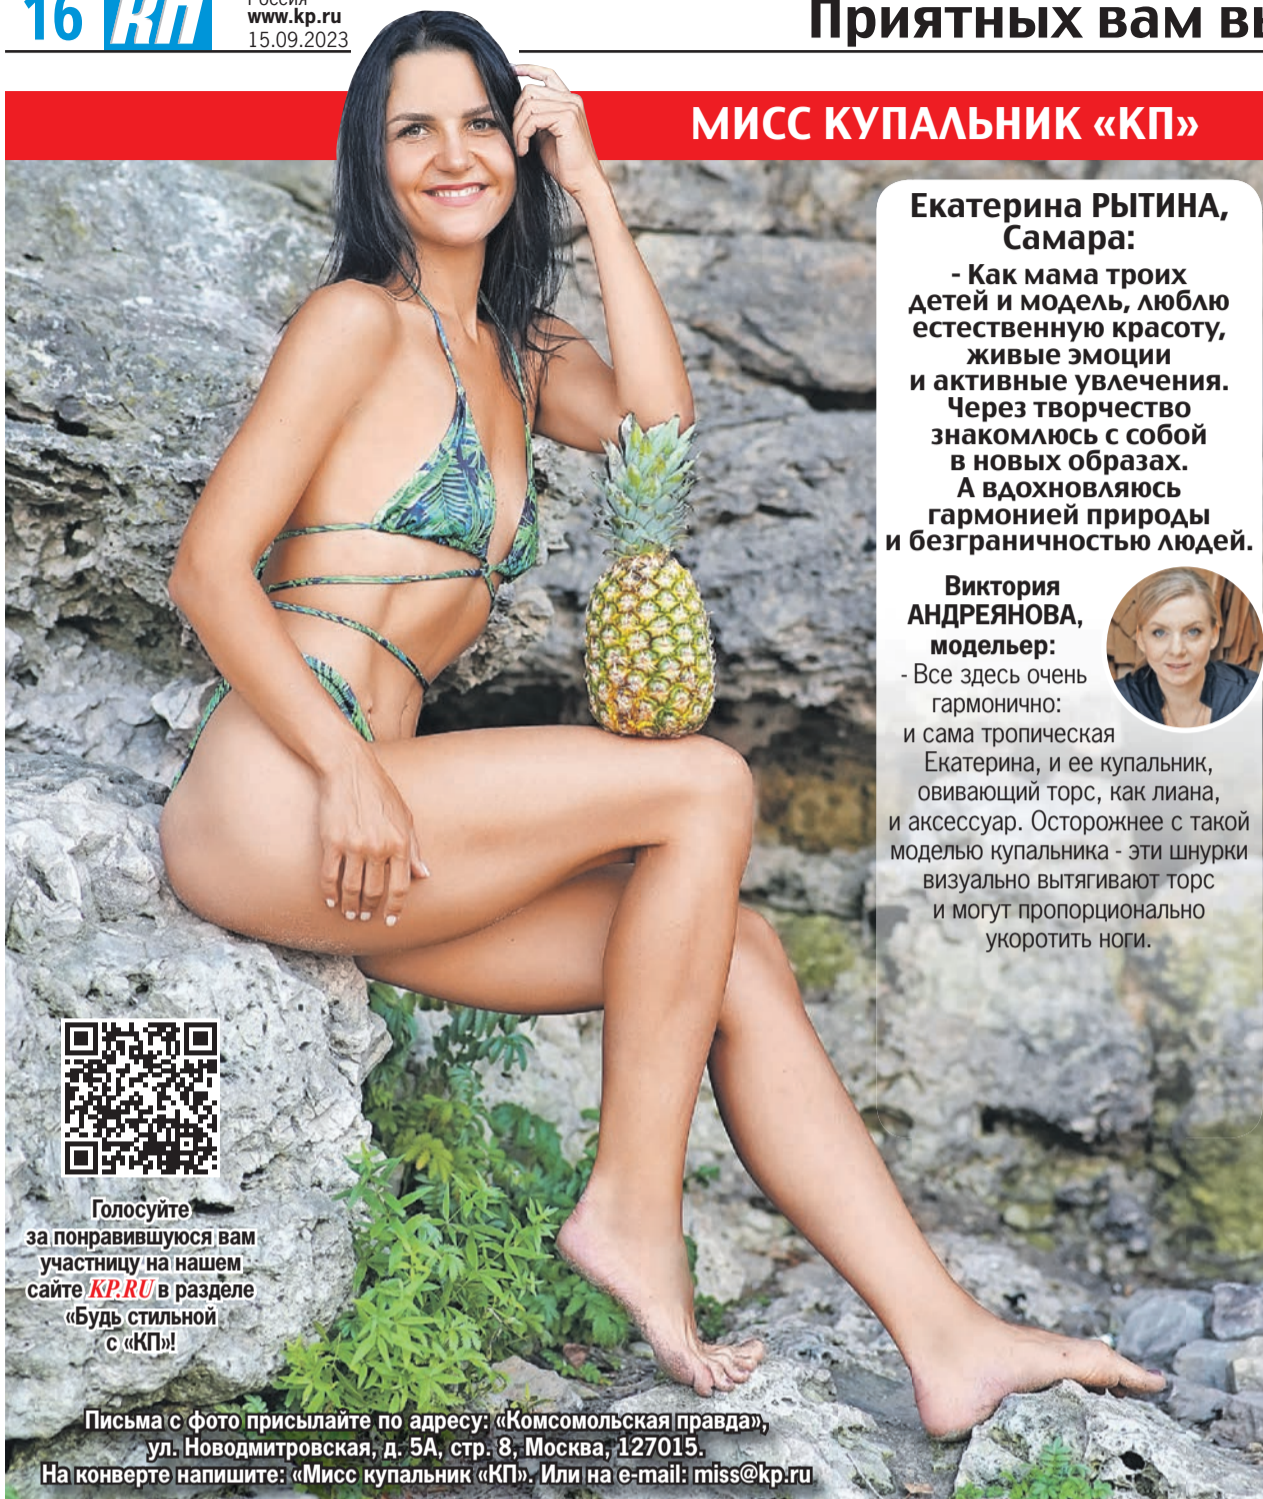 16 КП
Россия
www.kp.ru
15.09.2023
Приятных вам
МИСС КУПАЛЬНИК «КП»
Екатерина РЫТИНА,
Самара:
- Как мама троих
детей и модель, люблю
естественную красоту,
живые эмоции
и активные увлечения.
Через творчество
знакомлюсь с собой
в новых образах.
А вдохновляюсь
гармонией природы
и безграничностью людей.
Виктория
АНДРЕЯНОВА,
модельер:
- Все здесь очень
гармонично:
и сама тропическая
Екатерина, и ее купальник,
овивающий торс, как лиана,
и аксессуар. Осторожнее с такой
моделью купальника - эти шнурки
визуально вытягивают торс
и могут пропорционально
укоротить ноги.
Голосуйте
за понравившуюся вам
участницу на нашем
сайте KP.RU в разделе
«Будь стильной
с «КП»!
Письма с фото присылайте по адресу: «Комсомольская правда»,
ул. Новодмитровская, д. 5А, стр. 8, Москва, 127015.
На конверте напишите: «Мисс купальник «КП». Или на e-mail: miss@kp.ru